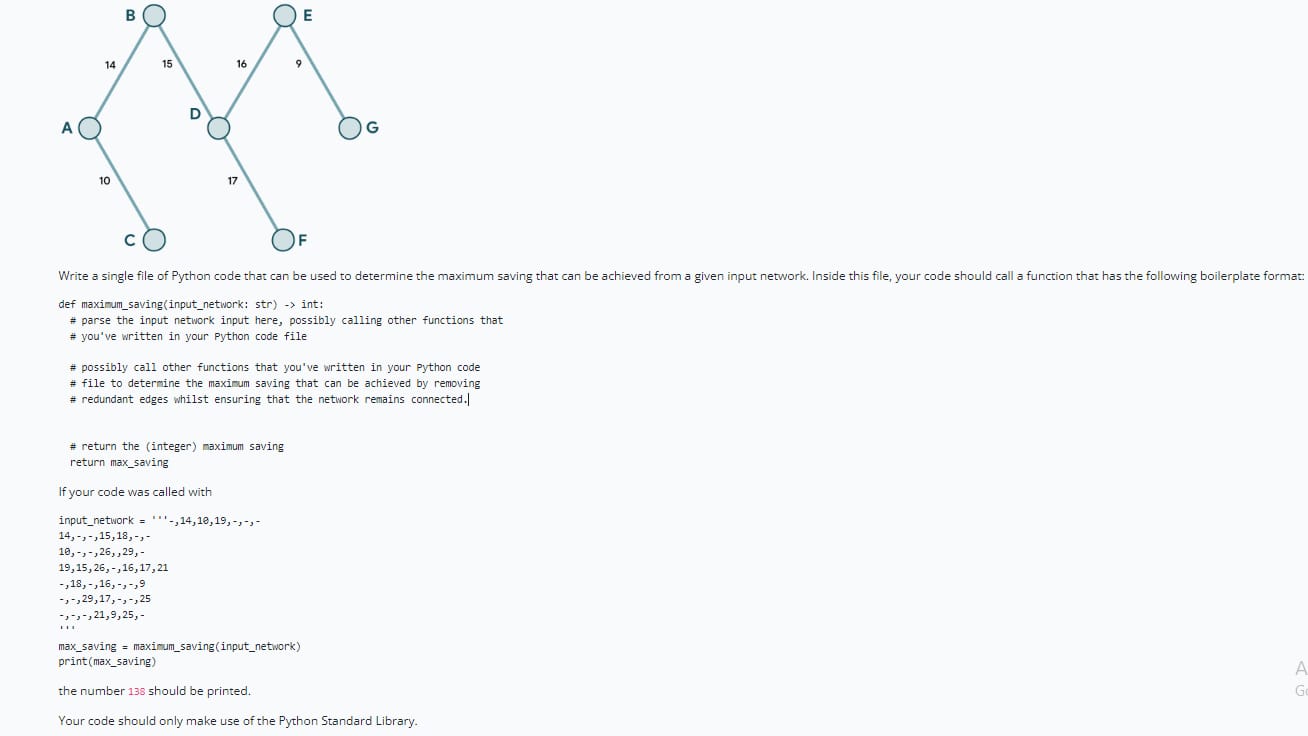 B E
14 15 16 9
D
A G
10 17
C F
Write a single file of Python code that can be used to determine the maximum saving that can be achieved from a given input network. Inside this file, your code should call a function that has the following boilerplate format:
def maximum_saving(input_network: str) -> int:
# parse the input network input here, possibly calling other functions that
# you've written in your Python code file
# possibly call other functions that you've written in your Python code
# file to determine the maximum saving that can be achieved by removing
# redundant edges whilst ensuring that the network remains connected.
# return the (integer) maximum saving
return max_saving
If your code was called with
input_network = '''-,14,10,19,-,-,-
14,-,-,15,18,-,-
10,-,-,26,,29,-
19,15,26,-,16,17,21
-,18,-,16,-,-,9
-,-,29,17,-,-,25
-,-,-,21,9,25,-
'''
max_saving = maximum_saving(input_network)
print(max_saving)
A
the number 138 should be printed.
Go
Your code should only make use of the Python Standard Library.